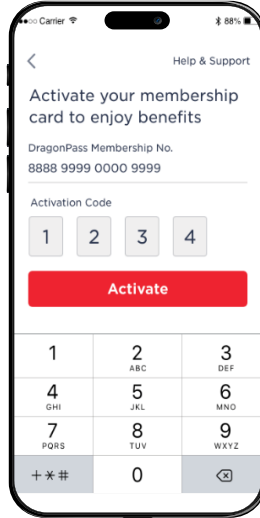 Carrier 88%
Help & Support
Activate your membership
card to enjoy benefits
DragonPass Membership No.
8888 9999 0000 9999
Activation Code
1 2 3 4
Activate
1 2 3
ABC DEF
4 5 6
GHI JKL MNO
7 8 9
PQRS TUV WXYZ
+*# 0